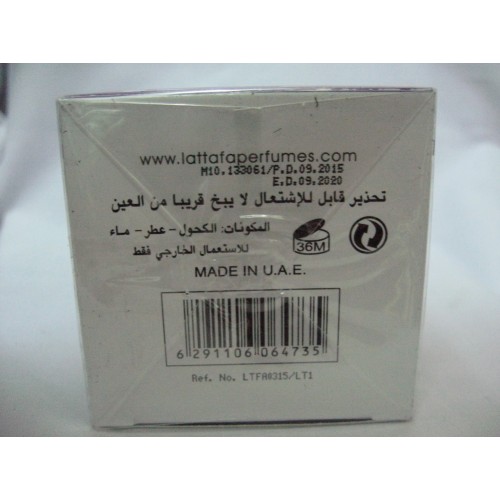 www.lattafaperfumes.com
M10.133061/P.D.09.2015
E.D.09.2020
تحذير قابل للإشتعال لا يبخ قريبا من العين
المكونات: الكحول - عطر - ماء
للاستعمال الخارجي فقط
36M
MADE IN U.A.E.
6 291106 064735
Ref. No. LTFA0315/LT1